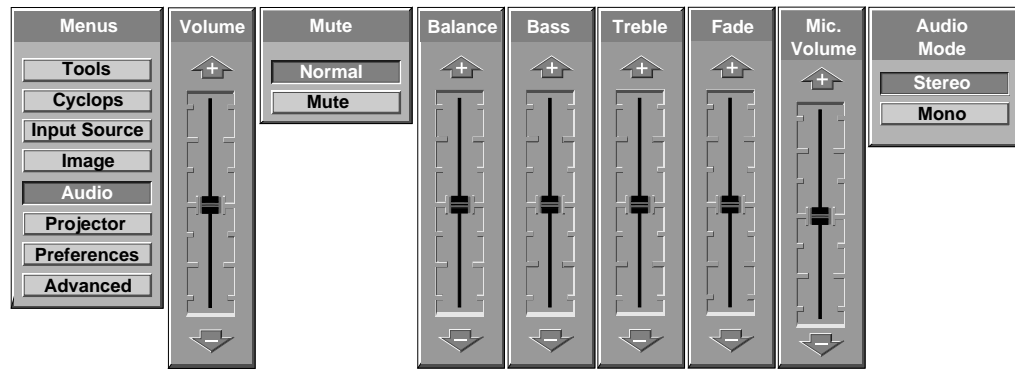 Menus
Tools
Cyclops
Input Source
Image
Audio
Projector
Preferences
Advanced
Volume
+
−
Mute
Normal
Mute
Balance
+
−
Bass
+
−
Treble
+
−
Fade
+
−
Mic.
Volume
+
−
Audio
Mode
Stereo
Mono